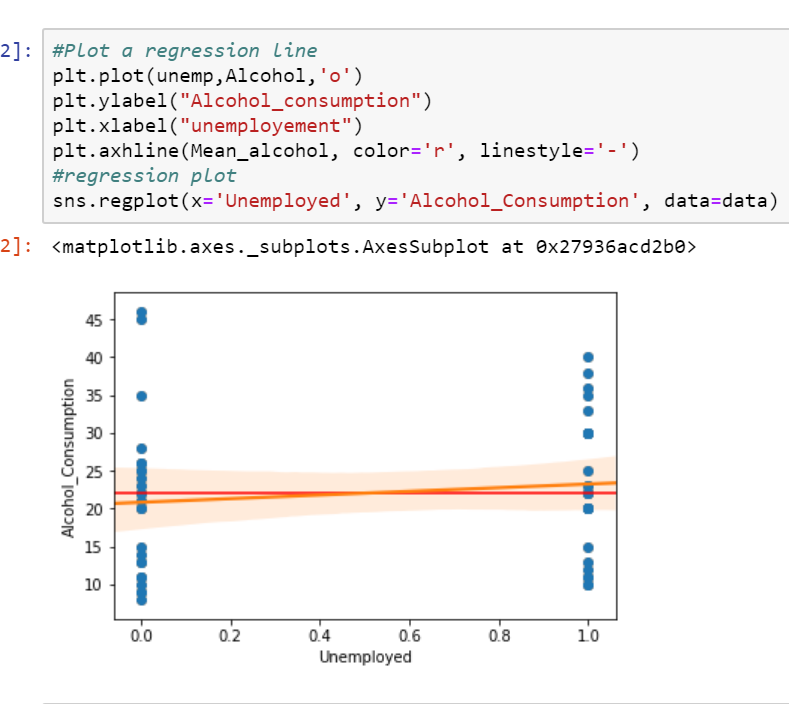 2]: #Plot a regression line
plt.plot(unemp,Alcohol,'o')
plt.ylabel("Alcohol_consumption")
plt.xlabel("unemployement")
plt.axhline(Mean_alcohol, color='r', linestyle='-')
#regression plot
sns.regplot(x='Unemployed', y='Alcohol_Consumption', data=data)
2]: <matplotlib.axes._subplots.AxesSubplot at 0x27936acd2b0>
45
40
35
30
25
20
15
10
Alcohol_Consumption
0.0 0.2 0.4 0.6 0.8 1.0
Unemployed